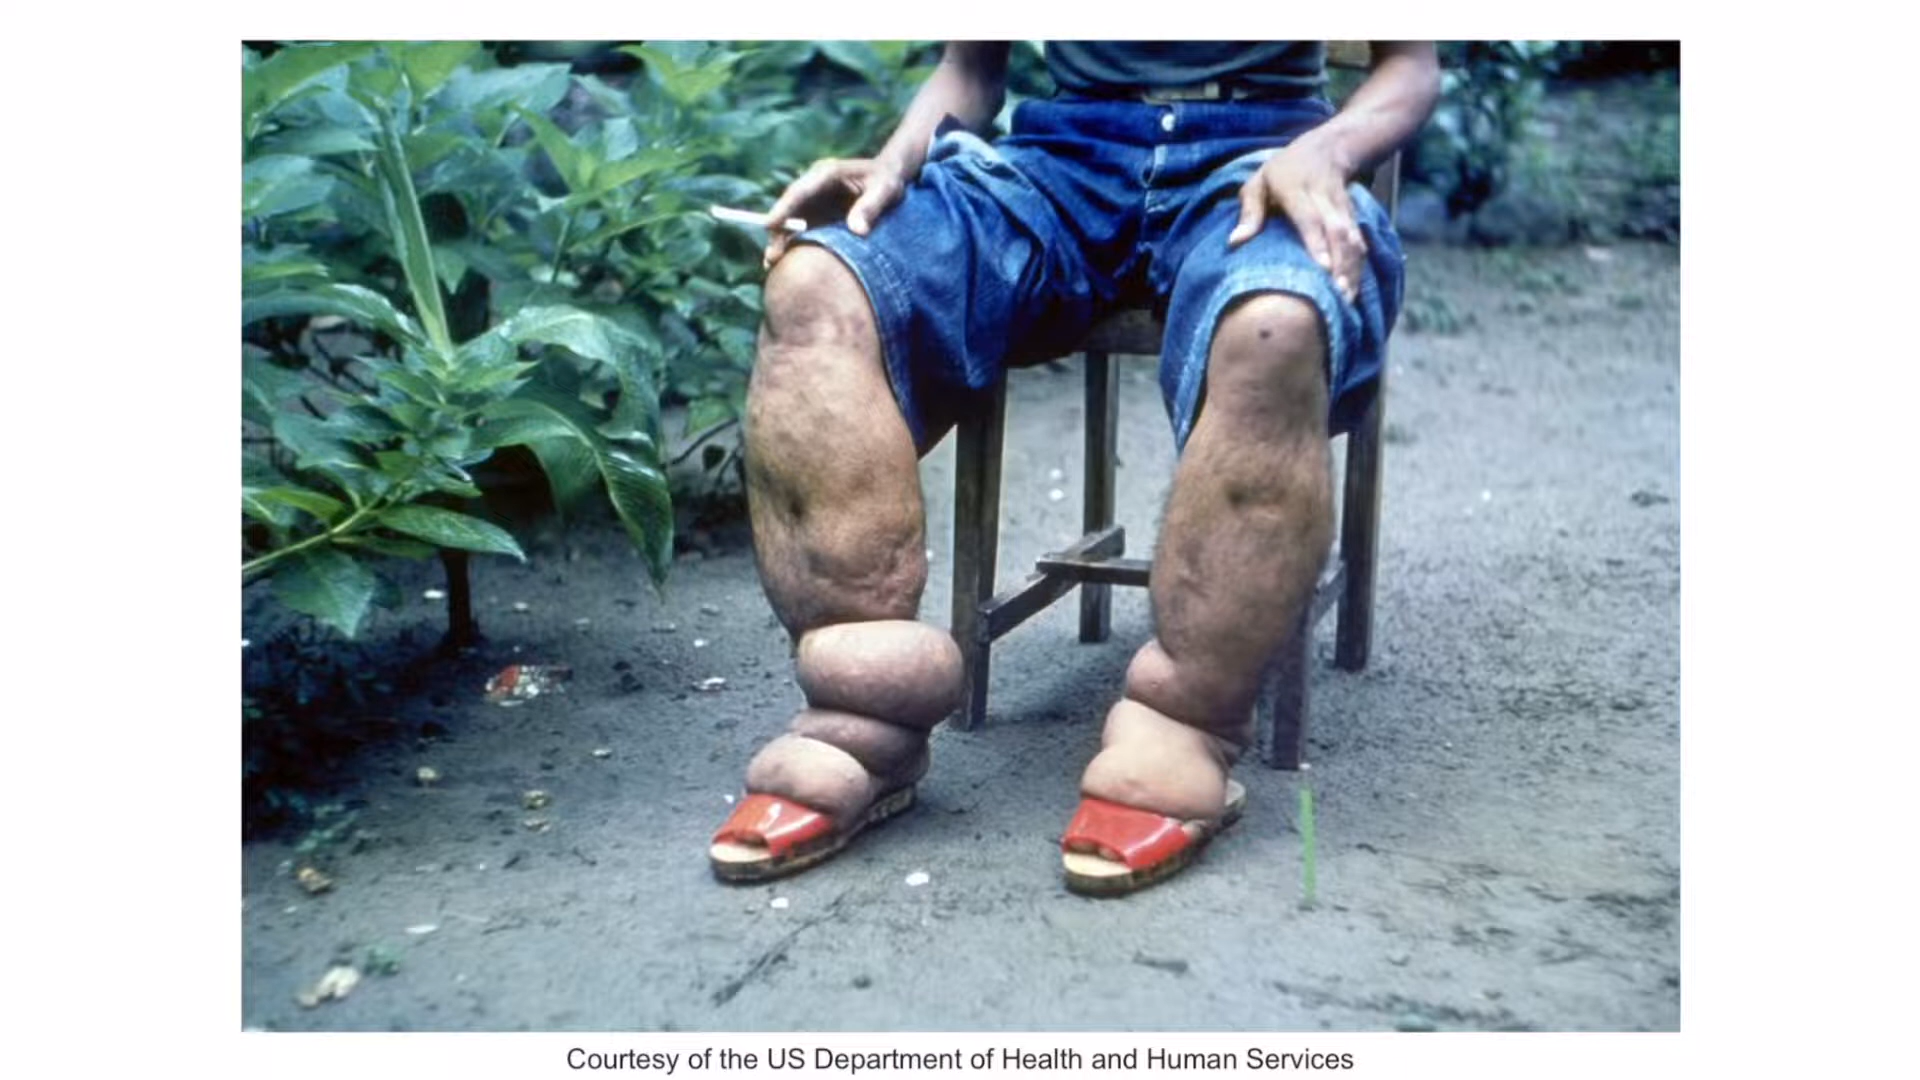 Courtesy of the US Department of Health and Human Services